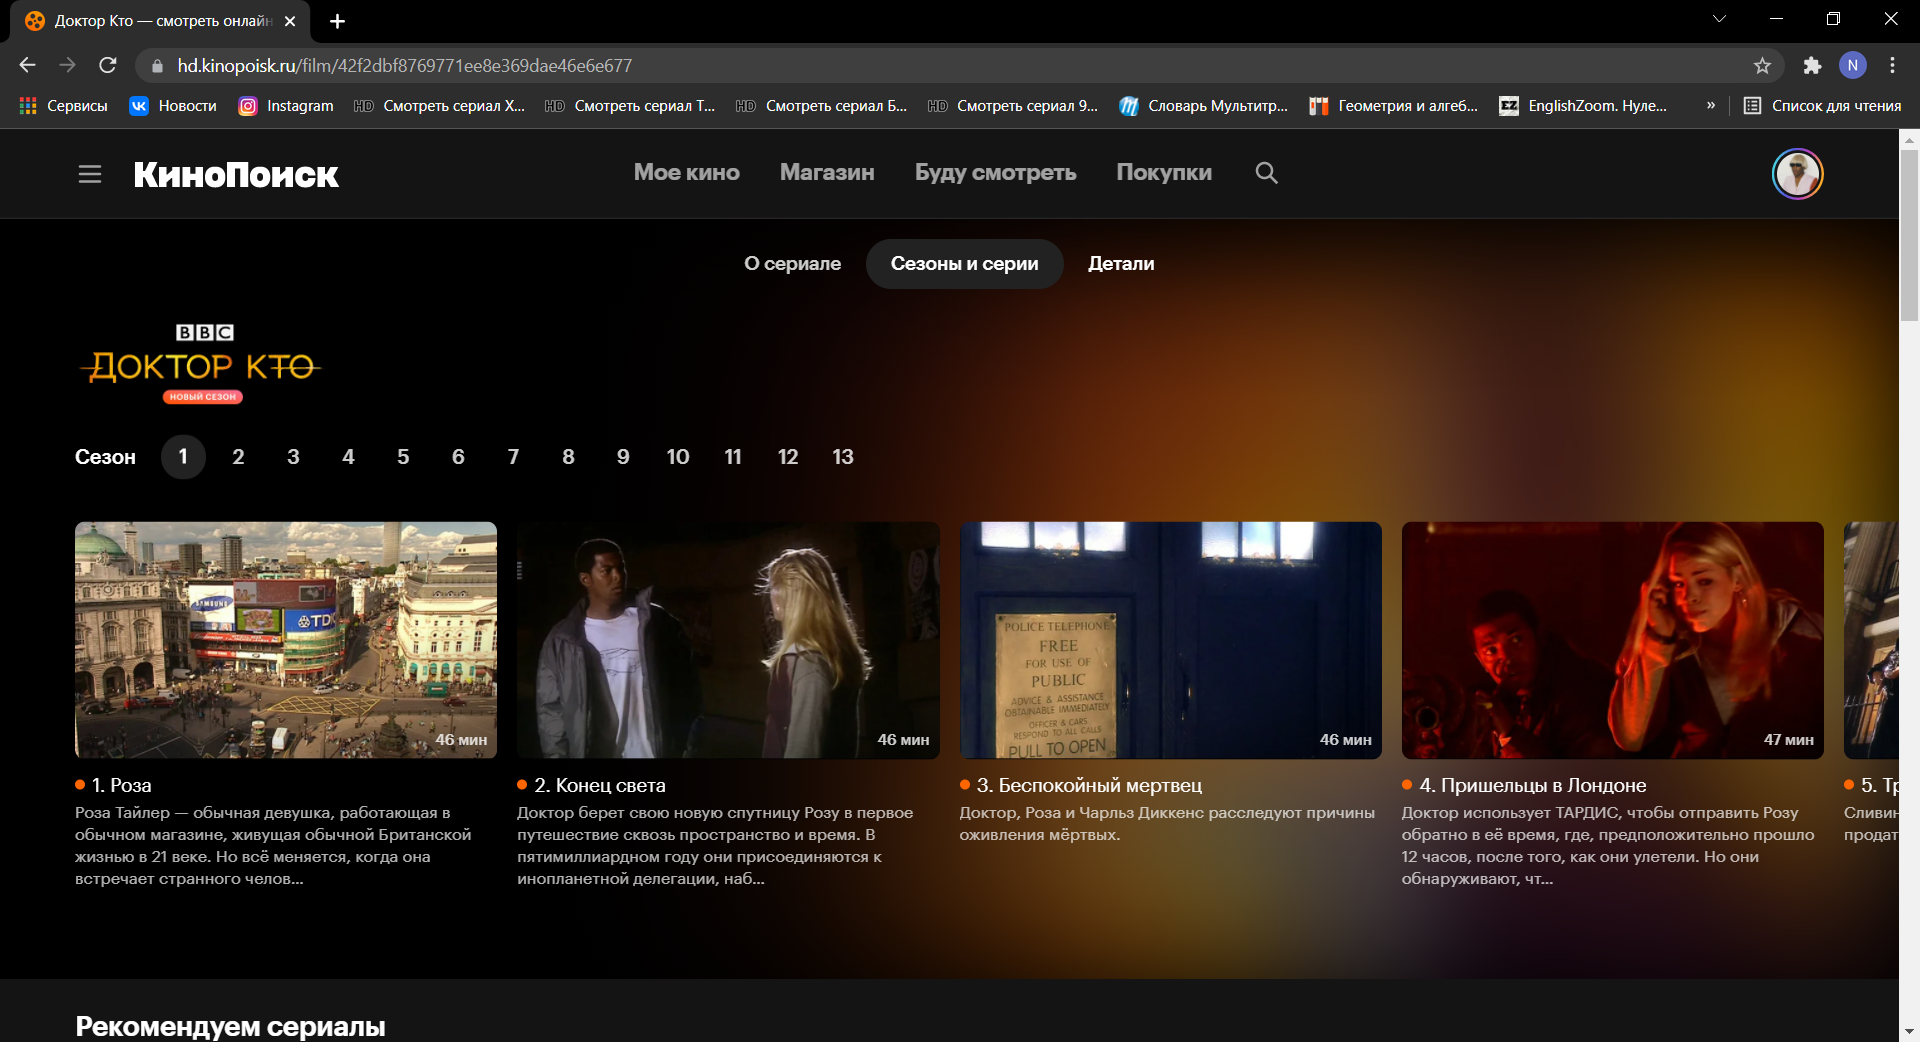 Доктор Кто — смотреть онлайн
hd.kinopoisk.ru/film/42f2dbf8769771ee8e369dae46e6e677
N
Сервисы
Новости
Instagram
HD Смотреть сериал Х...
HD Смотреть сериал Т...
HD Смотреть сериал Б...
HD Смотреть сериал 9...
Словарь Мультитр...
Геометрия и алгеб...
EZ EnglishZoom. Нуле...
»
Список для чтения
КиноПоиск
Мое кино
Магазин
Буду смотреть
Покупки
О сериале
Сезоны и серии
Детали
BBC
ДОКТОР КТО
НОВЫЙ СЕЗОН
Сезон 1 2 3 4 5 6 7 8 9 10 11 12 13
SAMSUNG
TDK
46 мин
46 мин
POLICE TELEPHONE
FREE
FOR USE OF
PUBLIC
ADVICE & ASSISTANCE
OBTAINABLE IMMEDIATELY
OFFICER & CARS
RESPOND TO ALL CALLS
PULL TO OPEN
46 мин
47 мин
1. Роза
Роза Тайлер — обычная девушка, работающая в
обычном магазине, живущая обычной Британской
жизнью в 21 веке. Но всё меняется, когда она
встречает странного челов...
2. Конец света
Доктор берет свою новую спутницу Розу в первое
путешествие сквозь пространство и время. В
пятимиллиардном году они присоединяются к
инопланетной делегации, наб...
3. Беспокойный мертвец
Доктор, Роза и Чарльз Диккенс расследуют причины
оживления мёртвых.
4. Пришельцы в Лондоне
Доктор использует ТАРДИС, чтобы отправить Розу
обратно в её время, где, предположительно прошло
12 часов, после того, как они улетели. Но они
обнаруживают, чт...
5. Тр
Сливин
продат
Рекомендуем сериалы